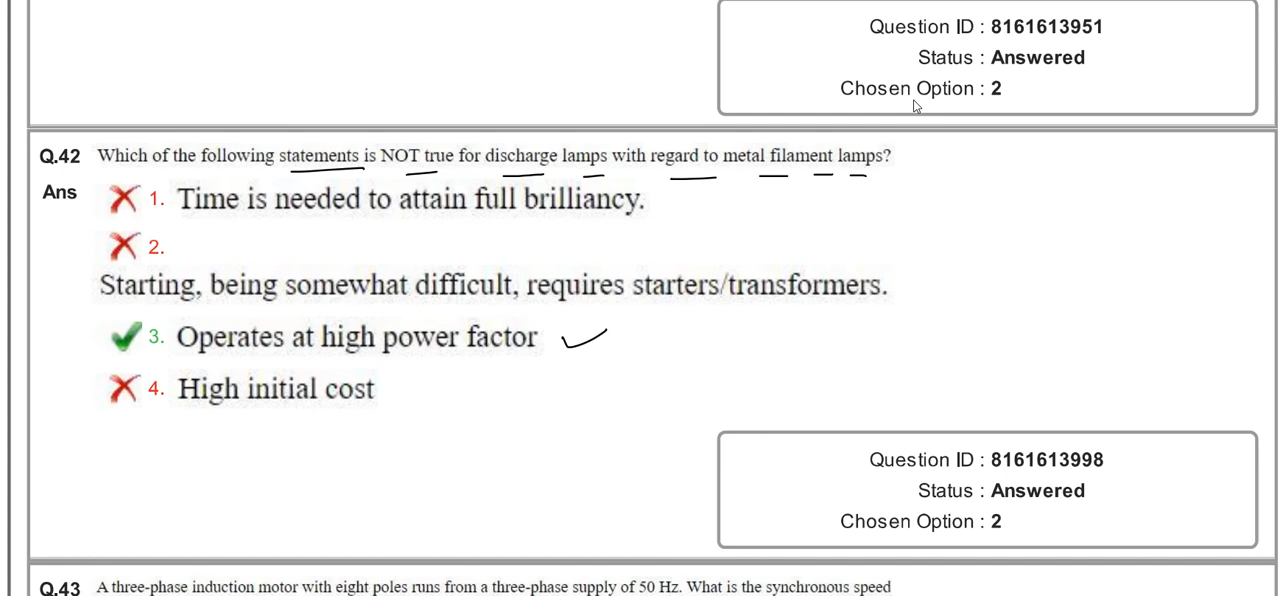 Question ID : 8161613951
Status : Answered
Chosen Option : 2
Q.42 Which of the following statements is NOT true for discharge lamps with regard to metal filament lamps?
Ans 1. Time is needed to attain full brilliancy.
2.
Starting, being somewhat difficult, requires starters/transformers.
3. Operates at high power factor
4. High initial cost
Question ID : 8161613998
Status : Answered
Chosen Option : 2
Q.43 A three-phase induction motor with eight poles runs from a three-phase supply of 50 Hz. What is the synchronous speed